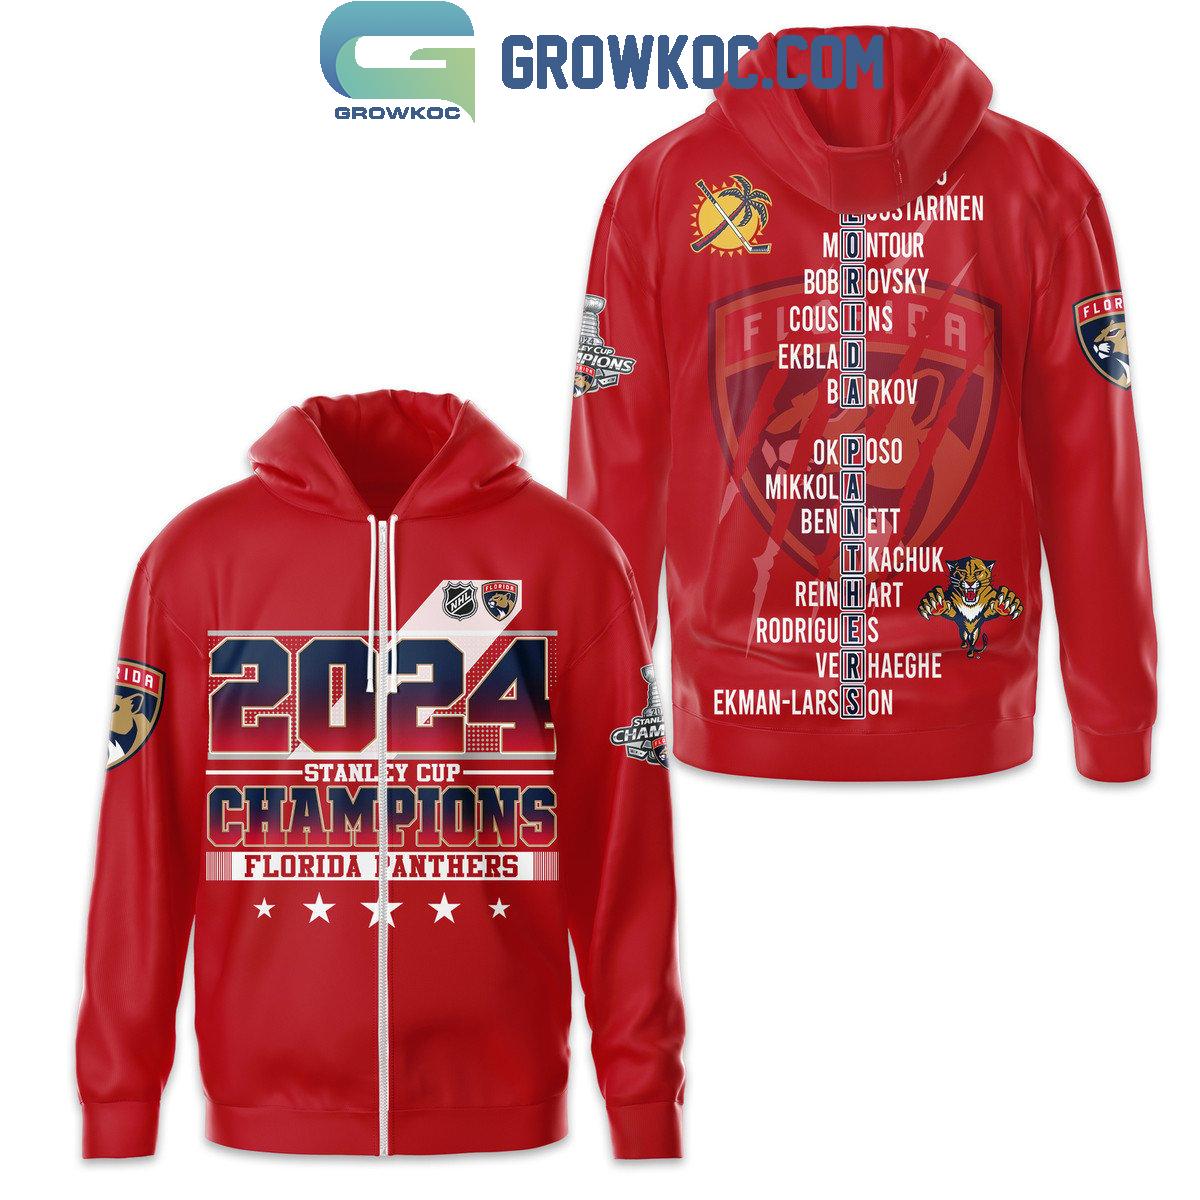 GROWKOC
GROWKOC.COM
MONTOUR
BOBROVSKY
COUSINS
EKBLAD
BARKOV
OKPOSO
MIKKOLA
BENNETT
TKACHUK
REINHART
RODRIGUES
VERHAEGHE
EKMAN-LARSSON
FLORIDA
FLORIDA
NHL
FLORIDA
2024
STANLEY CUP
CHAMPIONS
FLORIDA PANTHERS